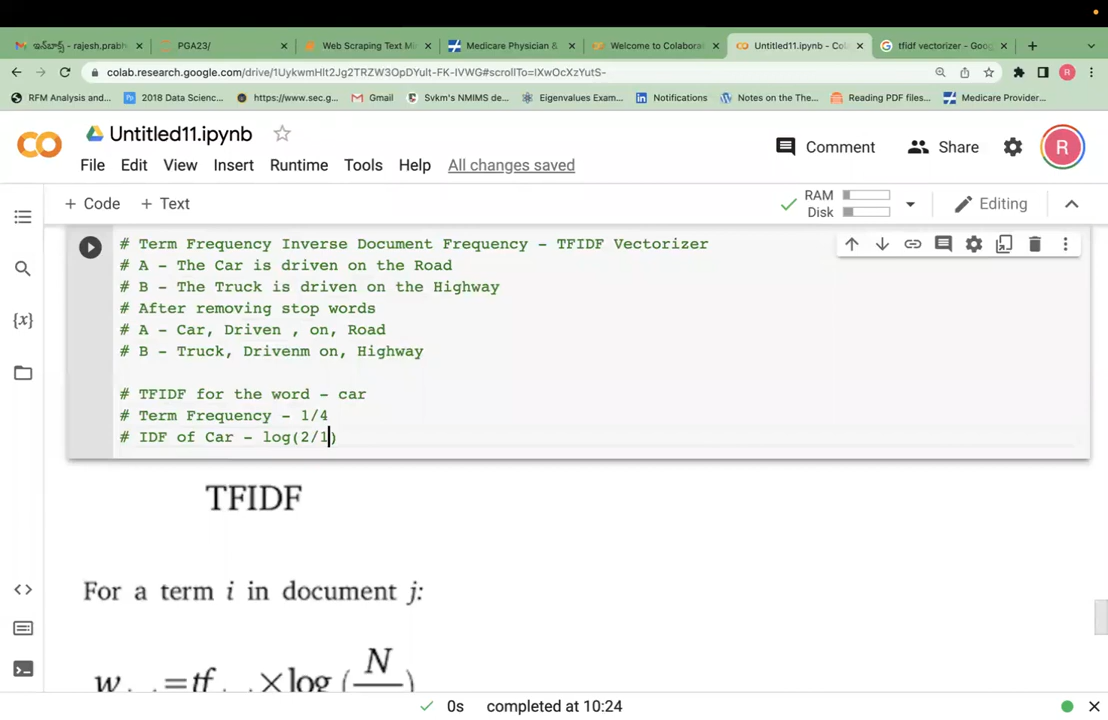 ఇన్‌బాక్స్ - rajesh.prabh
PGA23/
Web Scraping Text Mi
Medicare Physician &
Welcome to Colaborat
Untitled11.ipynb - Cola
tfidf vectorizer - Goog
colab.research.google.com/drive/1UykwmHlt2Jg2TRZW3OpDYult-FK-IVWG#scrollTo=IXwOcXzYutS-
RFM Analysis and...
2018 Data Scienc...
https://www.sec.g...
Gmail
Svkm's NMIMS de...
Eigenvalues Exam...
Notifications
Notes on the The...
Reading PDF files...
Medicare Provider...
Untitled11.ipynb
Comment
Share
R
File Edit View Insert Runtime Tools Help All changes saved
+ Code + Text
RAM
Disk
Editing
# Term Frequency Inverse Document Frequency - TFIDF Vectorizer
# A - The Car is driven on the Road
# B - The Truck is driven on the Highway
# After removing stop words
# A - Car, Driven , on, Road
# B - Truck, Drivenm on, Highway
# TFIDF for the word - car
# Term Frequency - 1/4
# IDF of Car - log(2/1)
TFIDF
For a term i in document j:
w =tf ×log (N
0s completed at 10:24